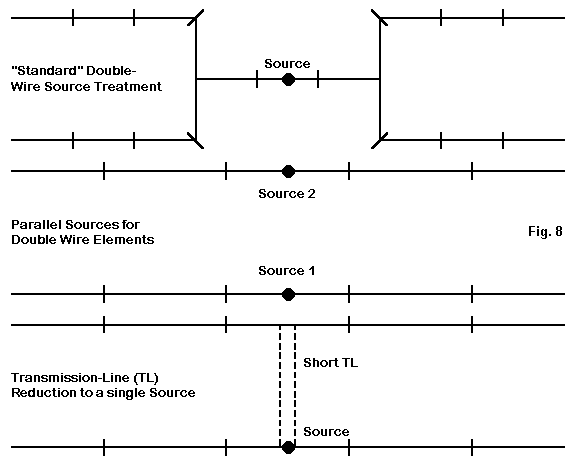 Source
"Standard" Double-
Wire Source Treatment
Source 2
Parallel Sources for
Double Wire Elements
Fig. 8
Source 1
Short TL
Transmission-Line (TL)
Reduction to a single Source
Source